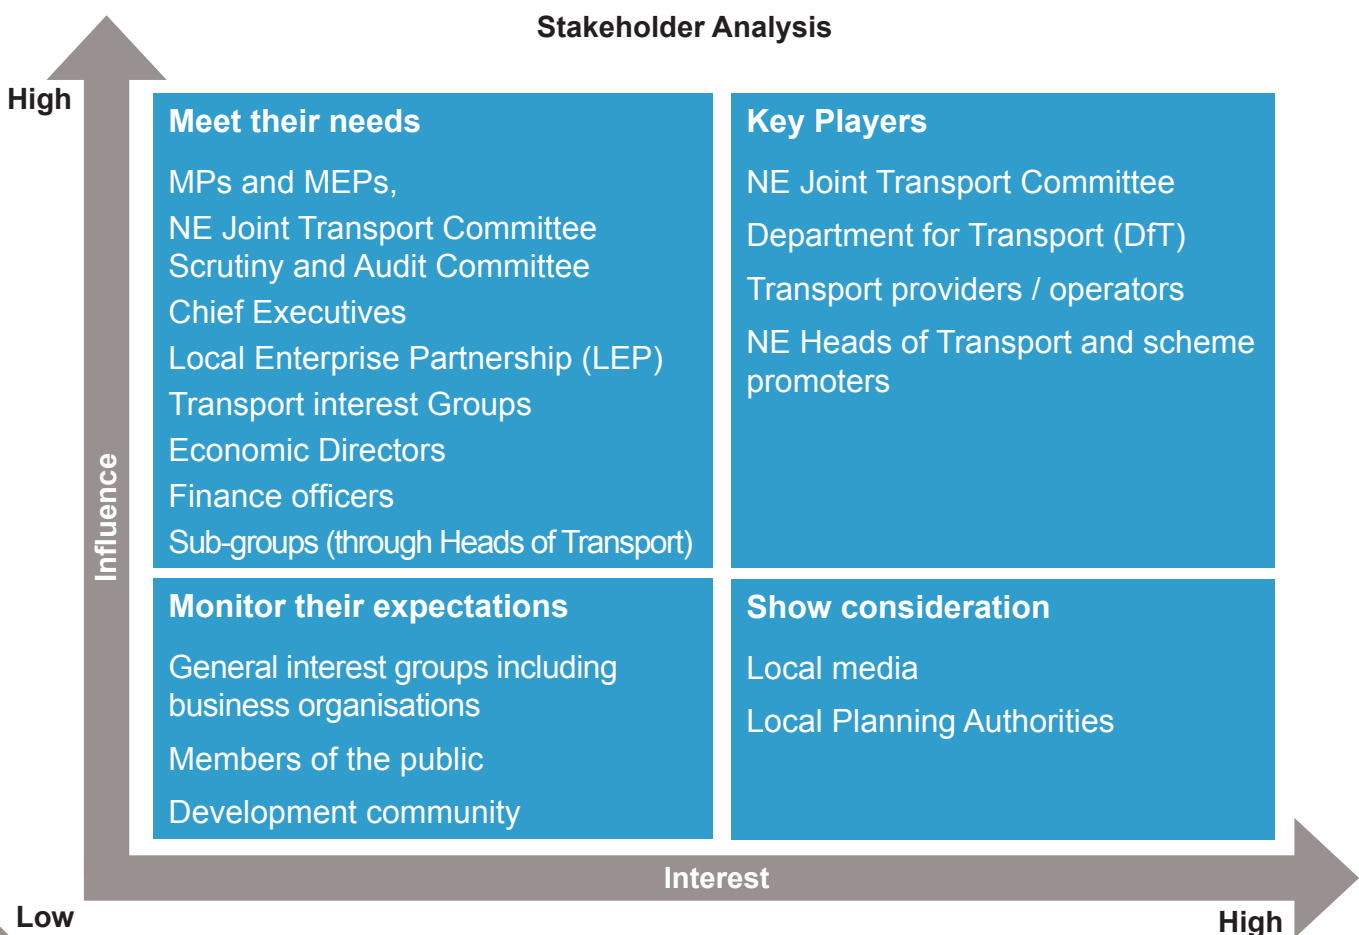 Stakeholder Analysis
High
Meet their needs
MPs and MEPs,
NE Joint Transport Committee
Scrutiny and Audit Committee
Chief Executives
Local Enterprise Partnership (LEP)
Transport interest Groups
Economic Directors
Finance officers
Sub-groups (through Heads of Transport)
Key Players
NE Joint Transport Committee
Department for Transport (DfT)
Transport providers / operators
NE Heads of Transport and scheme
promoters
Influence
Monitor their expectations
General interest groups including
business organisations
Members of the public
Development community
Show consideration
Local media
Local Planning Authorities
Interest
Low
High